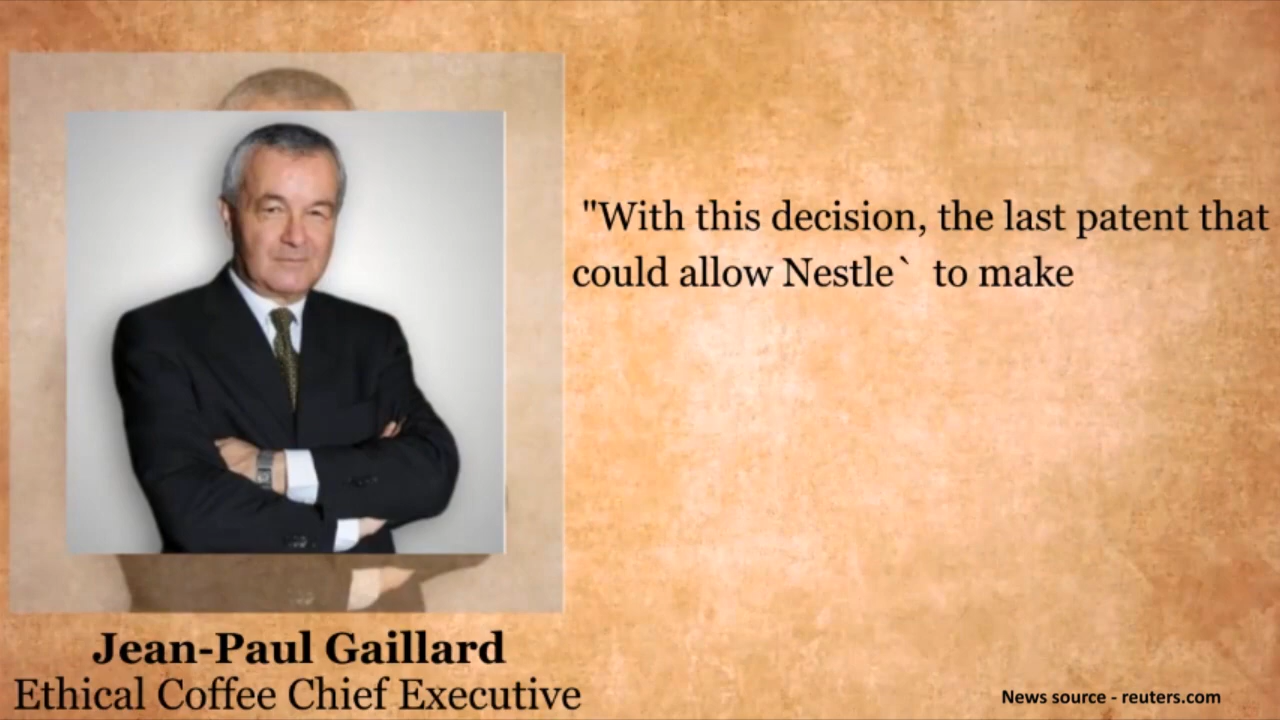 "With this decision, the last patent that
could allow Nestle`  to make
Jean-Paul Gaillard
Ethical Coffee Chief Executive
News source - reuters.com